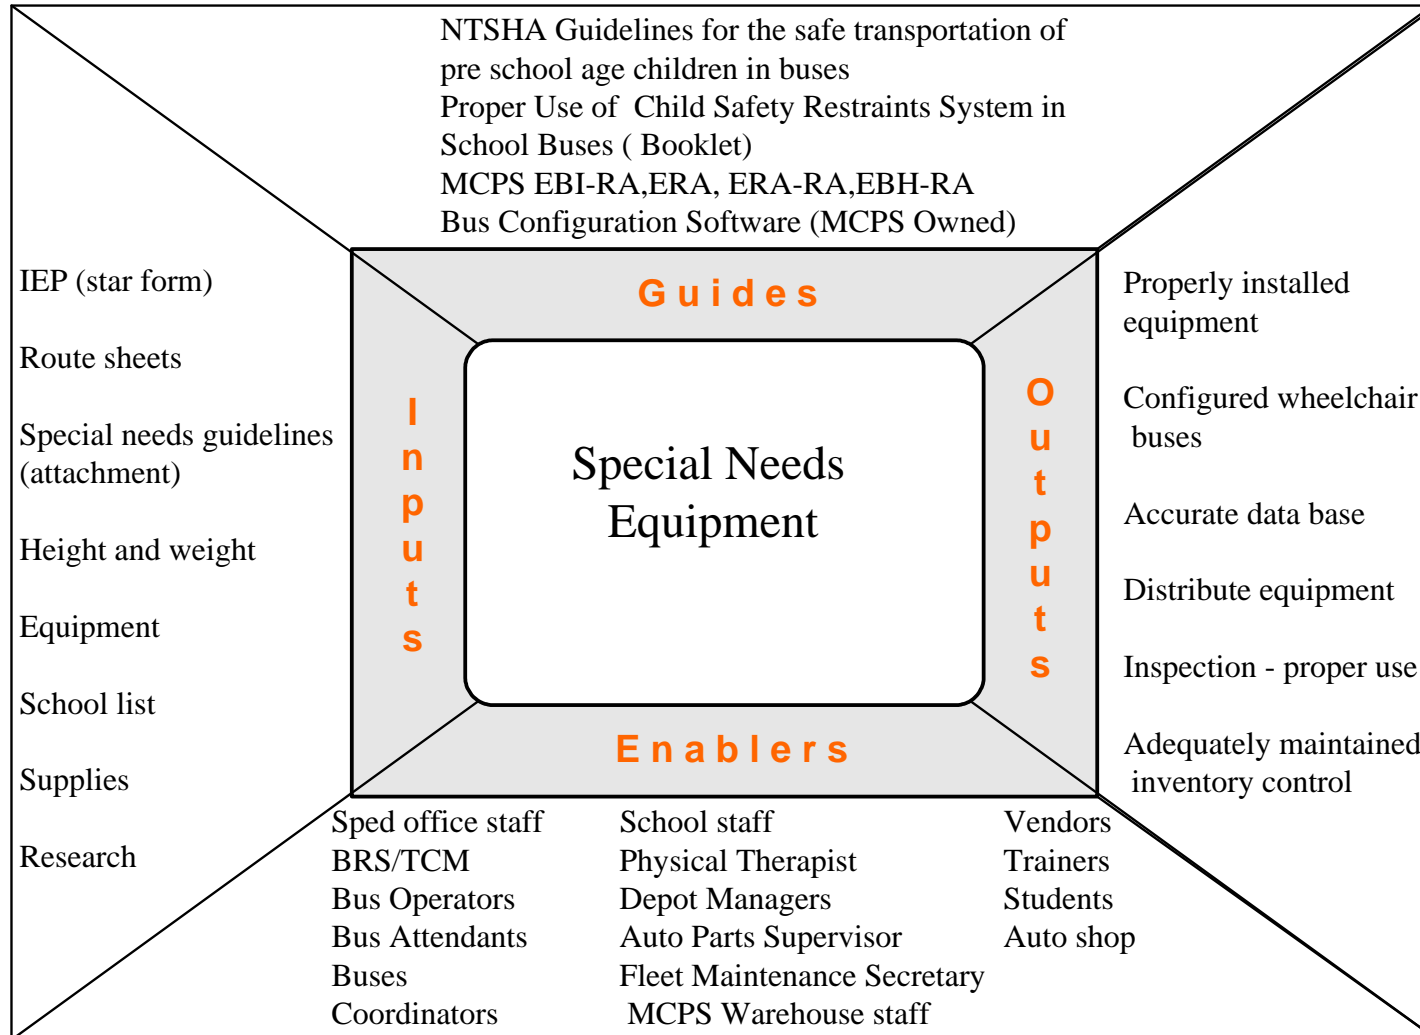 NTSHA Guidelines for the safe transportation of
pre school age children in buses
Proper Use of Child Safety Restraints System in
School Buses ( Booklet)
MCPS EBI-RA,ERA, ERA-RA,EBH-RA
Bus Configuration Software (MCPS Owned)
Guides
IEP (star form)
Route sheets
Special needs guidelines
(attachment)
Height and weight
Equipment
School list
Supplies
Research
Inputs
Special Needs
Equipment
Outputs
Properly installed
equipment
Configured wheelchair
buses
Accurate data base
Distribute equipment
Inspection - proper use
Adequately maintained
inventory control
Enablers
Sped office staff
BRS/TCM
Bus Operators
Bus Attendants
Buses
Coordinators
School staff
Physical Therapist
Depot Managers
Auto Parts Supervisor
Fleet Maintenance Secretary
MCPS Warehouse staff
Vendors
Trainers
Students
Auto shop